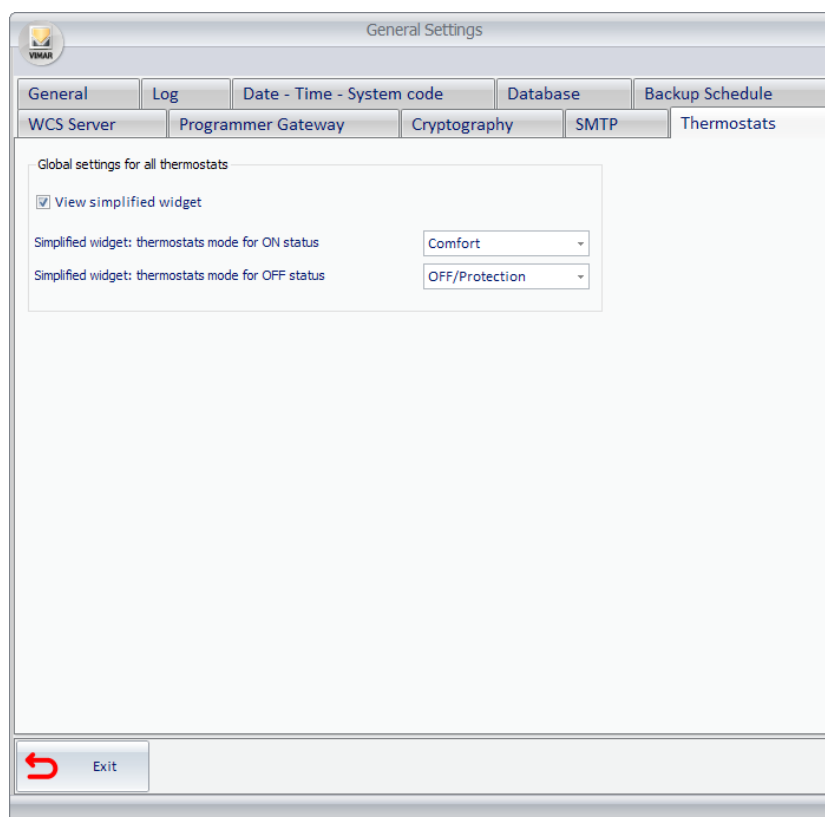 General Settings
VIMAR
General Log Date - Time - System code Database Backup Schedule
WCS Server Programmer Gateway Cryptography SMTP Thermostats
Global settings for all thermostats
View simplified widget
Simplified widget: thermostats mode for ON status Comfort
Simplified widget: thermostats mode for OFF status OFF/Protection
Exit